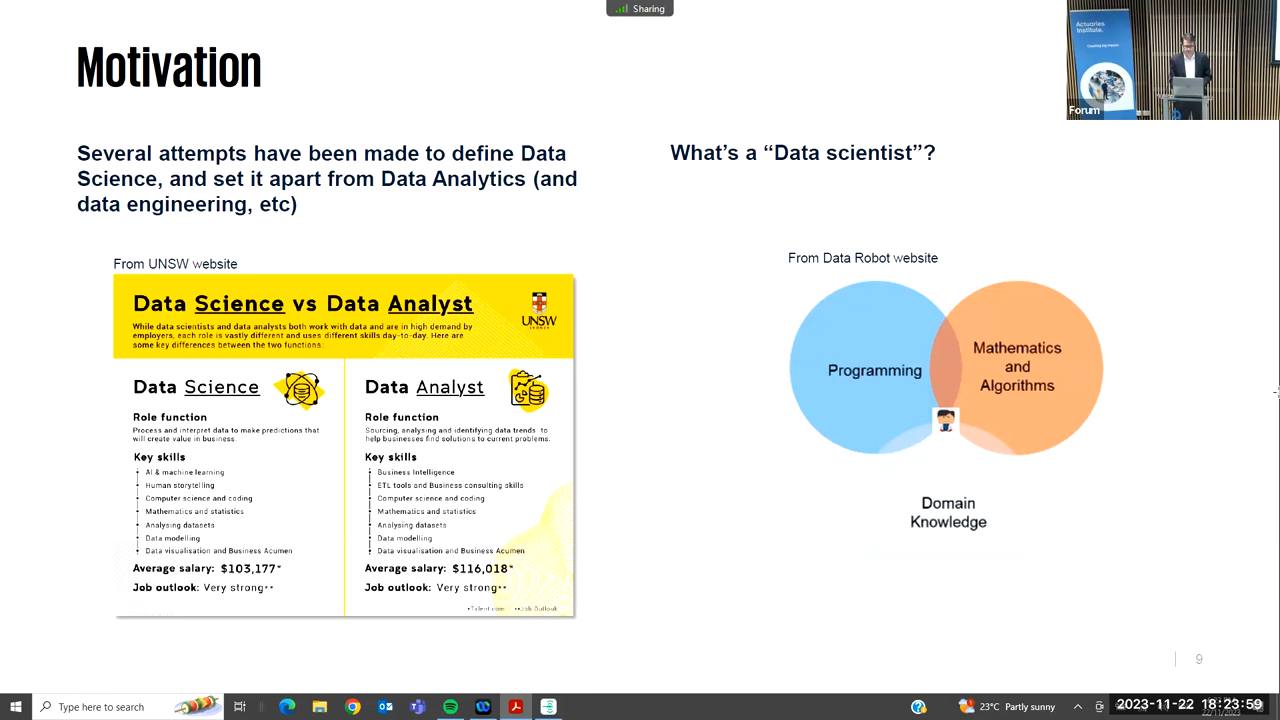 Sharing
Motivation
Actuaries
Institute.
Forum
Several attempts have been made to define Data
Science, and set it apart from Data Analytics (and
data engineering, etc)
What's a “Data scientist”?
From UNSW website
Data Science vs Data Analyst
While data scientists and data analysts both work with data and are in high demand by
employers, each role is vastly different and uses different skills day-to-day. Here are
some key differences between the two functions:
UNSW
SYDNEY
Data Science
Role function
Process and interpret data to make predictions that
will create value in business.
Key skills
AI & machine learning
Human storytelling
Computer science and coding
Mathematics and statistics
Analysing datasets
Data modelling
Data visualisation and Business Acumen
Average salary: $103,177*
Job outlook: Very strong**
Data Analyst
Role function
Sourcing, analysing and identifying data trends to
help businesses find solutions to current problems.
Key skills
Business Intelligence
ETL tools and Business consulting skills
Computer science and coding
Mathematics and statistics
Analysing datasets
Data modelling
Data visualisation and Business Acumen
Average salary: $116,018*
Job outlook: Very strong**
*Talent.com **Job Outlook
From Data Robot website
Programming
Mathematics
and
Algorithms
Domain
Knowledge
9
Type here to search
23°C Partly sunny
2023-11-22 18:23:59